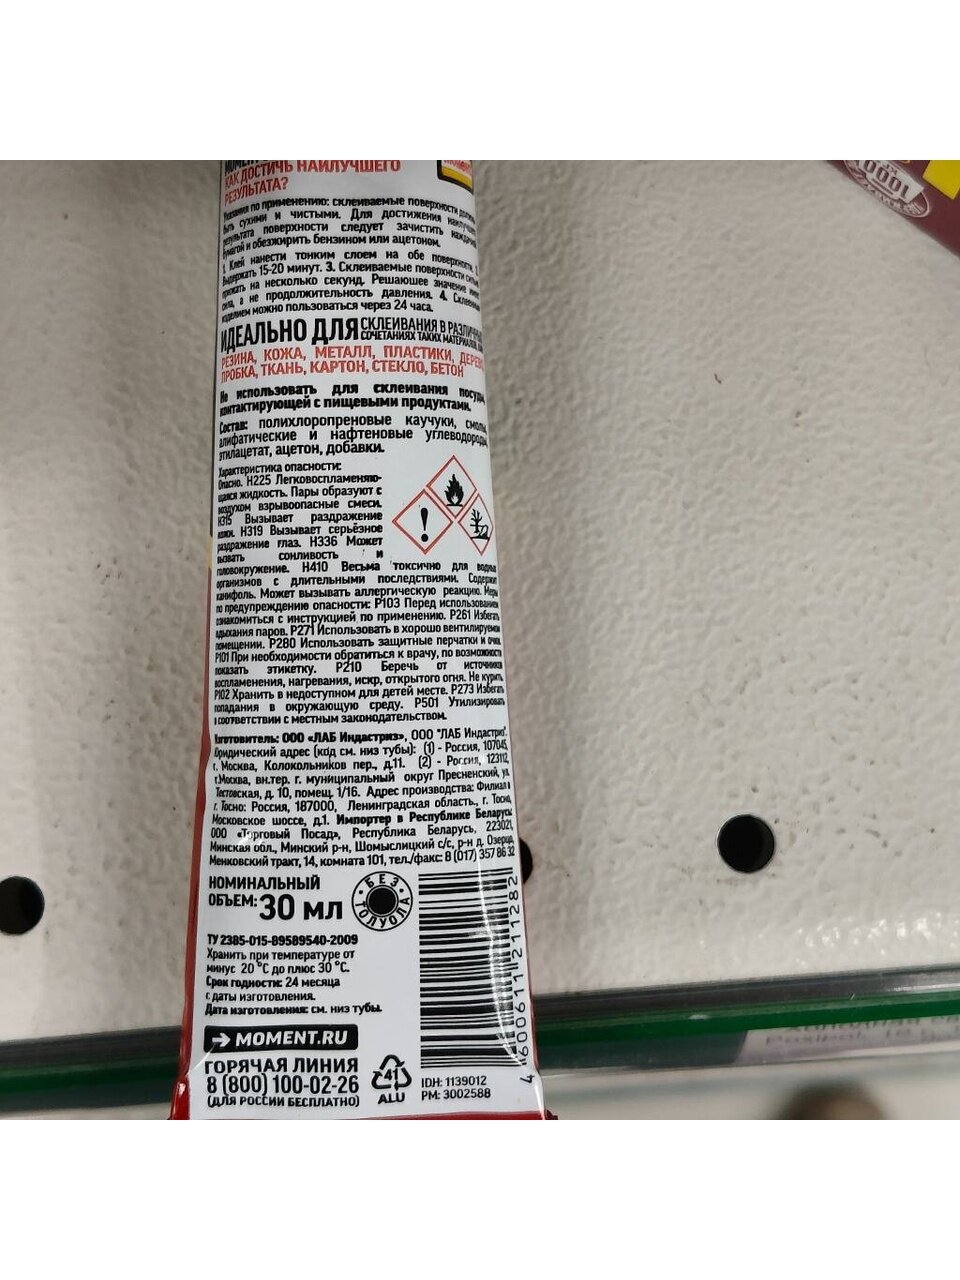 КАК ДОСТИЧЬ НАИЛУЧШЕГО
РЕЗУЛЬТАТА?
Указания по применению: склеиваемые поверхности должны
быть сухими и чистыми. Для достижения наилучшего
результата поверхности следует зачистить наждачной
бумагой и обезжирить бензином или ацетоном.
1. Клей нанести тонким слоем на обе поверхности. 2.
Выдержать 15-20 минут. 3. Склеиваемые поверхности сильно
прижать на несколько секунд. Решающее значение имеет
сила, а не продолжительность давления. 4. Склеенным
изделием можно пользоваться через 24 часа.
ИДЕАЛЬНО ДЛЯ СКЛЕИВАНИЯ В РАЗЛИЧНЫХ
СОЧЕТАНИЯХ ТАКИХ МАТЕРИАЛОВ, КАК
РЕЗИНА, КОЖА, МЕТАЛЛ, ПЛАСТИКИ, ДЕРЕВО,
ПРОБКА, ТКАНЬ, КАРТОН, СТЕКЛО, БЕТОН
Не использовать для склеивания посуды,
контактирующей с пищевыми продуктами.
Состав: полихлоропреновые каучуки, смолы,
алифатические и нафтеновые углеводороды,
этилацетат, ацетон, добавки.
Характеристика опасности:
Опасно. H225 Легковоспламеняю-
щаяся жидкость. Пары образуют с
воздухом взрывоопасные смеси.
H315 Вызывает раздражение
кожи. H319 Вызывает серьёзное
раздражение глаз. H336 Может
вызвать сонливость и
головокружение. H410 Весьма токсично для водных
организмов с длительными последствиями. Содержит
канифоль. Может вызывать аллергическую реакцию. Меры
по предупреждению опасности: P103 Перед использованием
ознакомиться с инструкцией по применению. P261 Избегать
вдыхания паров. P271 Использовать в хорошо вентилируемом
помещении. P280 Использовать защитные перчатки и очки.
P101 При необходимости обратиться к врачу, по возможности
показать этикетку. P210 Беречь от источников
воспламенения, нагревания, искр, открытого огня. Не курить.
P102 Хранить в недоступном для детей месте. P273 Избегать
попадания в окружающую среду. P501 Утилизировать
в соответствии с местным законодательством.
Изготовитель: ООО «ЛАБ Индастриз», ООО "ЛАБ Индастриз".
Юридический адрес (код см. низ тубы): (1) - Россия, 107045,
г. Москва, Колокольников пер., д.11. (2) - Россия, 123112,
г.Москва, вн.тер. г. муниципальный округ Пресненский, ул.
Тестовская, д. 10, помещ. 1/16. Адрес производства: Филиал в
г. Тосно: Россия, 187000, Ленинградская область., г. Тосно,
Московское шоссе, д.1. Импортер в Республике Беларусь:
ООО «Торговый Посад», Республика Беларусь, 223021,
Минская обл., Минский р-н, Шомыслицкий с/с, р-н д. Озерцо,
Меньковский тракт, 14, комната 101, тел./факс: 8 (017) 357 86 32
НОМИНАЛЬНЫЙ
ОБЪЕМ: 30 МЛ
БЕЗ ТОЛУОЛА
ТУ 2385-015-89589540-2009
Хранить при температуре от
минус 20 °C до плюс 30 °C.
Срок годности: 24 месяца
с даты изготовления.
Дата изготовления: см. низ тубы.
MOMENT.RU
ГОРЯЧАЯ ЛИНИЯ
8 (800) 100-02-26
(ДЛЯ РОССИИ БЕСПЛАТНО)
41
ALU
IDH: 1139012
PM: 3002588
4 600611 211282